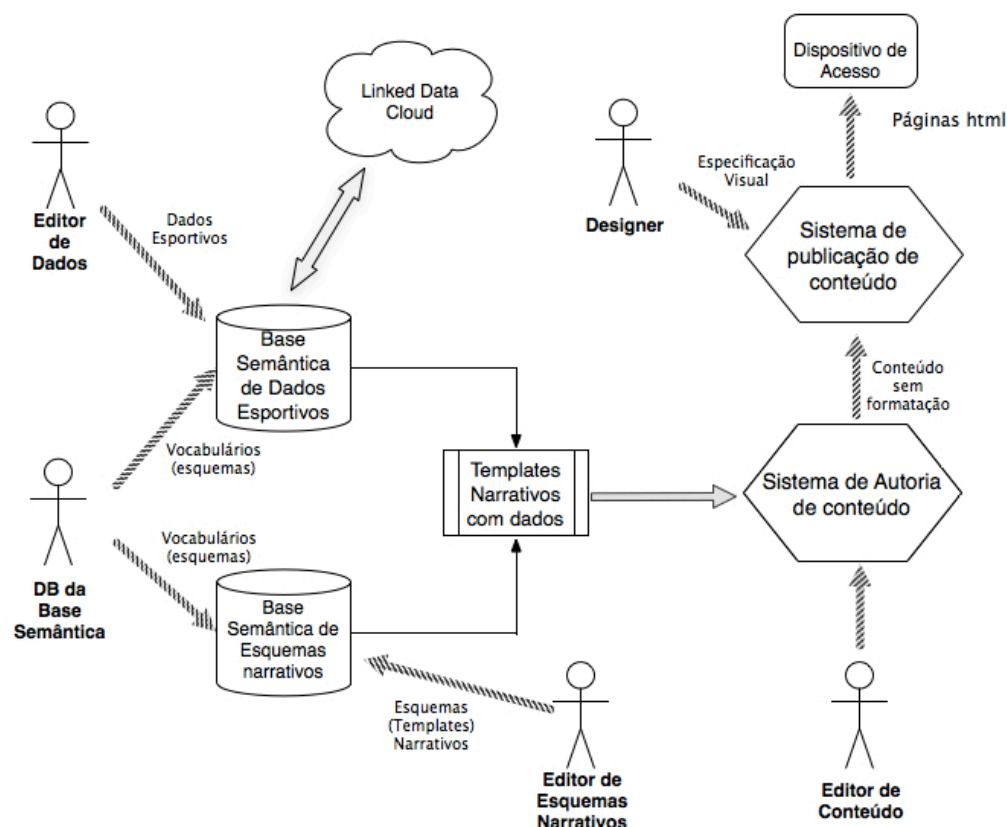 Dispositivo de
Acesso
Páginas html
Linked Data
Cloud
Especificação
Visual
Editor
de
Dados
Dados
Esportivos
Designer
Sistema de
publicação de
conteúdo
Base
Semântica
de Dados
Esportivos
Conteúdo
sem
formatação
Vocabulários
(esquemas)
Templates
Narrativos
com dados
Sistema de Autoria
de conteúdo
Vocabulários
(esquemas)
DB da
Base
Semântica
Base
Semântica de
Esquemas
narrativos
Esquemas
(Templates)
Narrativos
Editor de
Esquemas
Narrativos
Editor de
Conteúdo